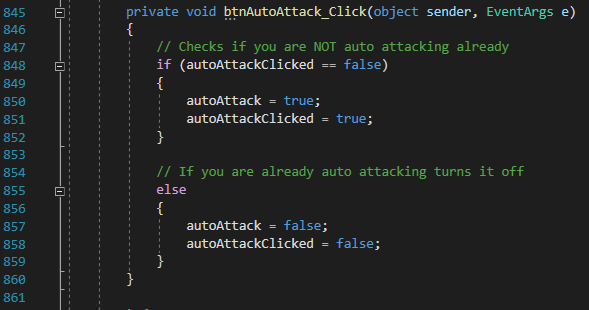 845 private void btnAutoAttack_Click(object sender, EventArgs e)
846 {
847 // Checks if you are NOT auto attacking already
848 if (autoAttackClicked == false)
849 {
850 autoAttack = true;
851 autoAttackClicked = true;
852 }
853
854 // If you are already auto attacking turns it off
855 else
856 {
857 autoAttack = false;
858 autoAttackClicked = false;
859 }
860 }
861